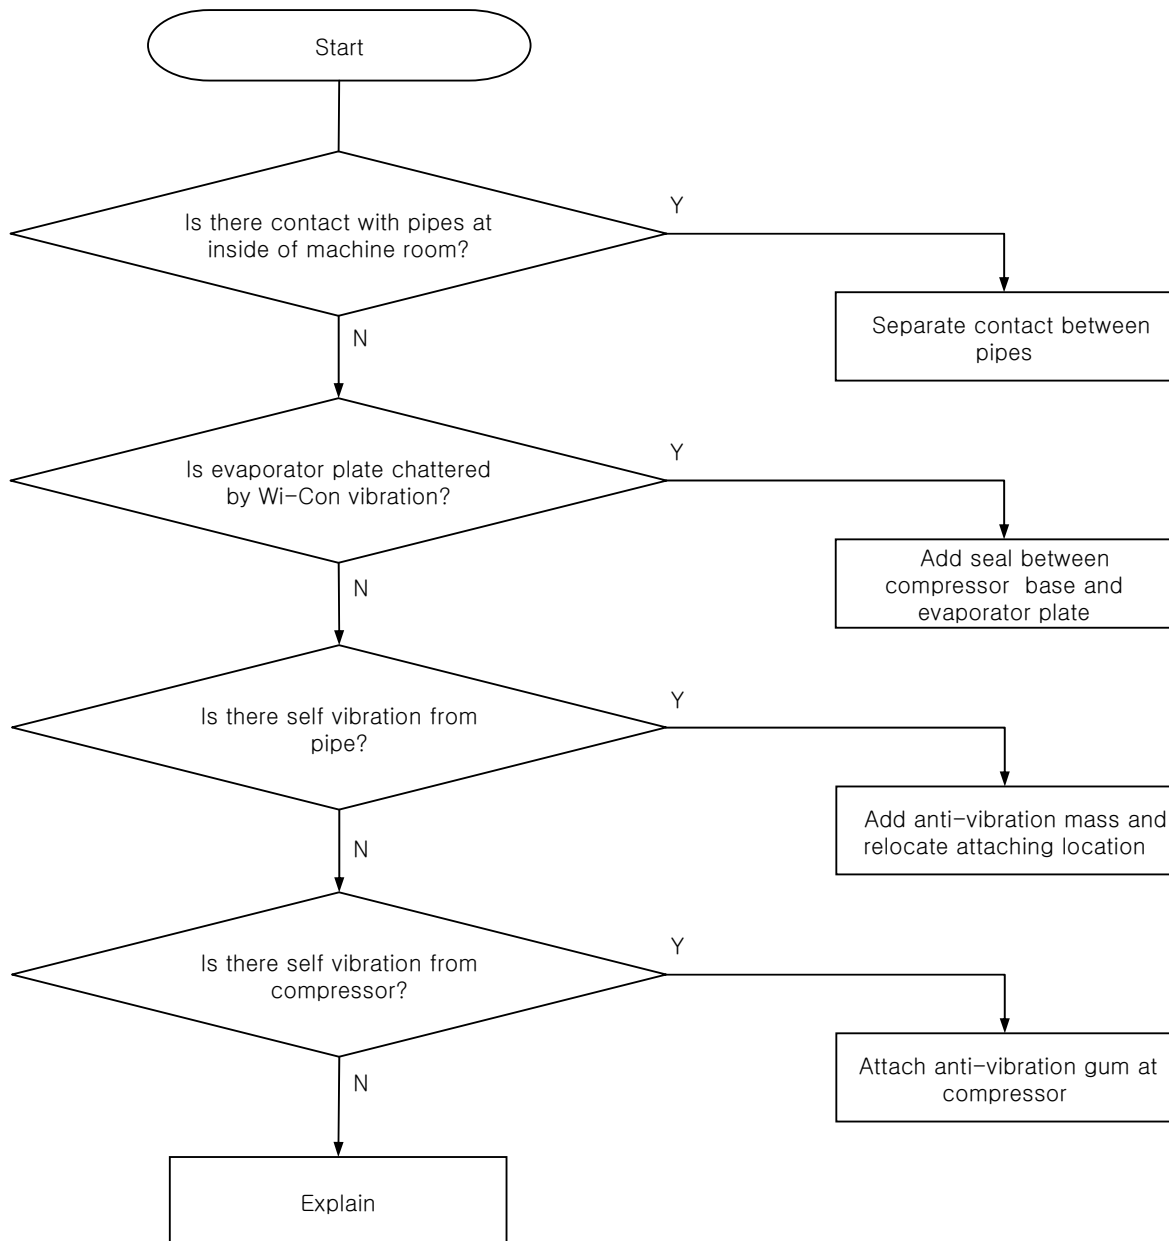 Start
Is there contact with pipes at
inside of machine room?
Y
Separate contact between
pipes
N
Is evaporator plate chattered
by Wi-Con vibration?
Y
Add seal between
compressor  base and
evaporator plate
N
Is there self vibration from
pipe?
Y
Add anti-vibration mass and
relocate attaching location
N
Is there self vibration from
compressor?
Y
Attach anti-vibration gum at
compressor
N
Explain